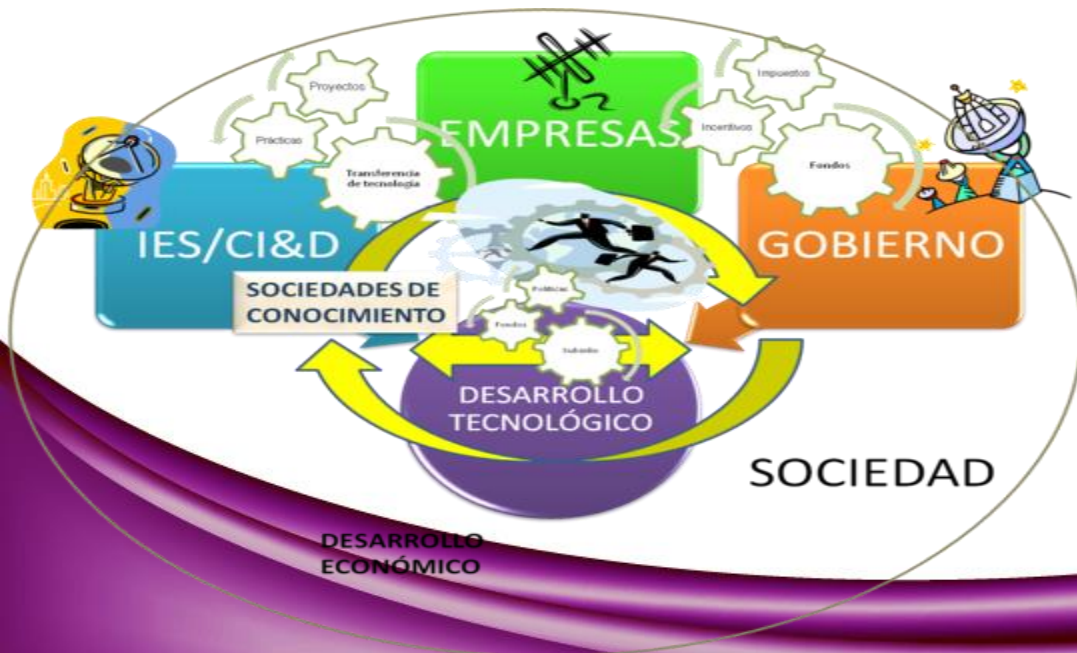 Proyectos
Prácticas
Transferencia
de tecnología
EMPRESAS
Impuestos
Incentivos
Fondos
IES/CI&D
GOBIERNO
SOCIEDADES DE
CONOCIMIENTO
Políticas
Fondos
Subsidio
DESARROLLO
TECNOLÓGICO
SOCIEDAD
DESARROLLO
ECONÓMICO